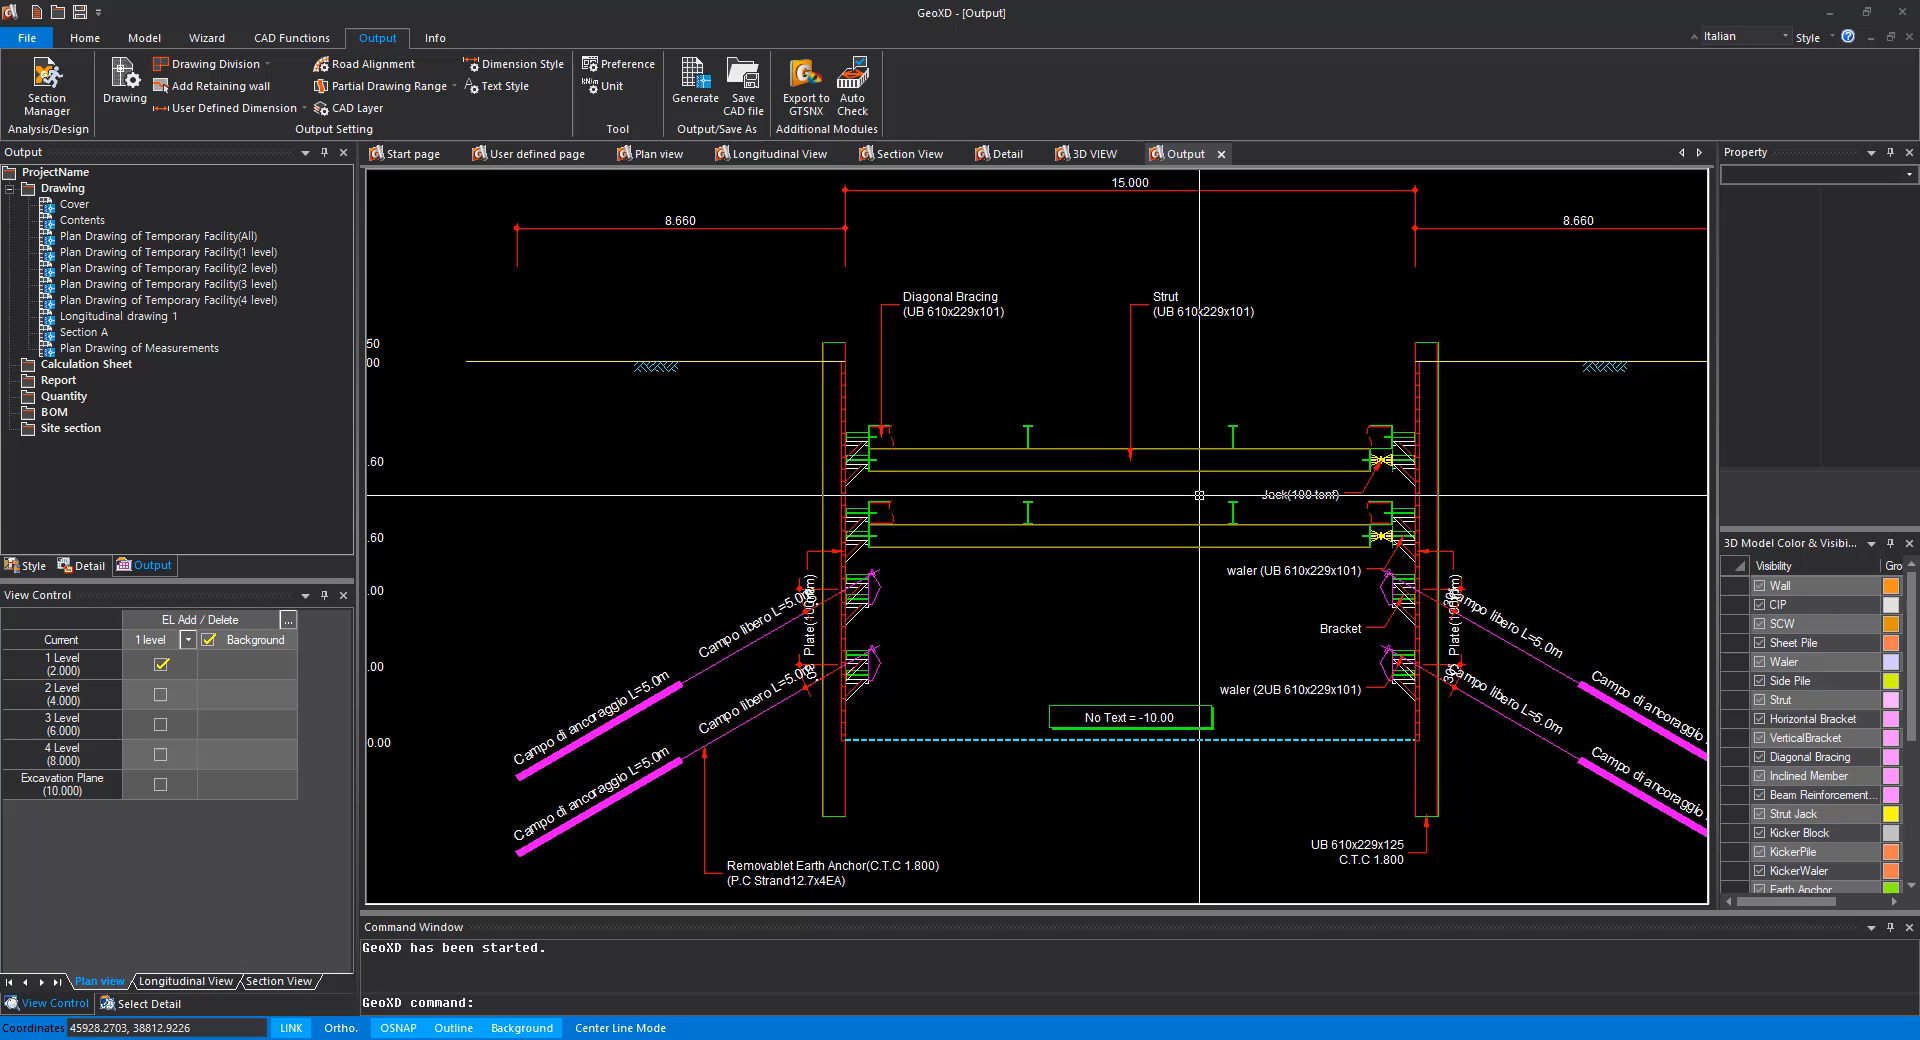 GeoXD - [Output]
File
Home
Model
Wizard
CAD Functions
Output
Info
Italian
Style
Section
Manager
Analysis/Design
Drawing
Drawing Division
Add Retaining wall
User Defined Dimension
Road Alignment
Partial Drawing Range
CAD Layer
Dimension Style
Text Style
Output Setting
Preference
Unit
Tool
Generate
Save
CAD file
Output/Save As
Export to
GTSNX
Auto
Check
Additional Modules
Output
ProjectName
Drawing
Cover
Contents
Plan Drawing of Temporary Facility(All)
Plan Drawing of Temporary Facility(1 level)
Plan Drawing of Temporary Facility(2 level)
Plan Drawing of Temporary Facility(3 level)
Plan Drawing of Temporary Facility(4 level)
Longitudinal drawing 1
Section A
Plan Drawing of Measurements
Calculation Sheet
Report
Quantity
BOM
Site section
Style
Detail
Output
View Control
EL Add / Delete
...
Current
1 level
Background
1 Level
(2.000)
2 Level
(4.000)
3 Level
(6.000)
4 Level
(8.000)
Excavation Plane
(10.000)
Plan view
Longitudinal View
Section View
View Control
Select Detail
Start page
User defined page
Plan view
Longitudinal View
Section View
Detail
3D VIEW
Output
15.000
8.660
8.660
Diagonal Bracing
(UB 610x229x101)
Strut
(UB 610x229x101)
50
00
.60
.60
.00
.00
0.00
Jack(100 tonf)
waler (UB 610x229x101)
Bracket
waler (2UB 610x229x101)
No Text = -10.00
Campo libero L=5.0m
Campo di ancoraggio L=5.0m
Campo libero L=5.0m
Campo di ancoraggio L=5.0m
Campo libero L=5.0m
Campo di ancoraggio
Campo libero L=5.0m
Campo di ancoraggio
Removablet Earth Anchor(C.T.C 1.800)
(P.C Strand12.7x4EA)
UB 610x229x125
C.T.C 1.800
Command Window
GeoXD has been started.
GeoXD command:
Property
3D Model Color & Visibi...
Visibility
Gro
Wall
CIP
SCW
Sheet Pile
Waler
Side Pile
Strut
Horizontal Bracket
VerticalBracket
Diagonal Bracing
Inclined Member
Beam Reinforcement...
Strut Jack
Kicker Block
KickerPile
KickerWaler
Earth Anchor
Coordinates
45928.2703, 38812.9226
LINK
Ortho.
OSNAP
Outline
Background
Center Line Mode